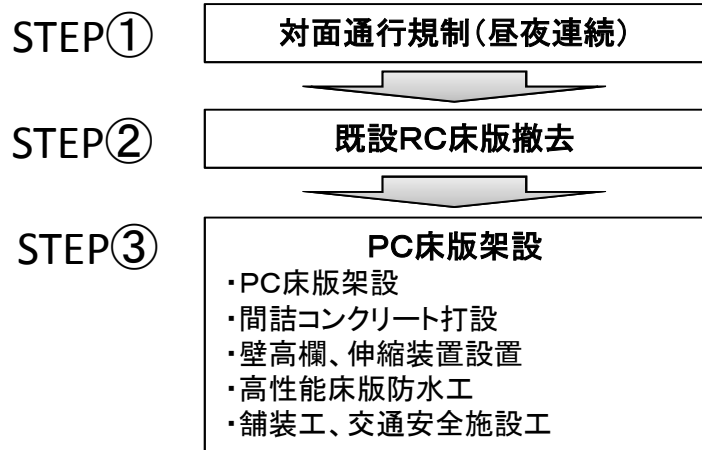 STEP① 対面通行規制(昼夜連続)
STEP② 既設RC床版撤去
STEP③ PC床版架設
・PC床版架設
・間詰コンクリート打設
・壁高欄、伸縮装置設置
・高性能床版防水工
・舗装工、交通安全施設工